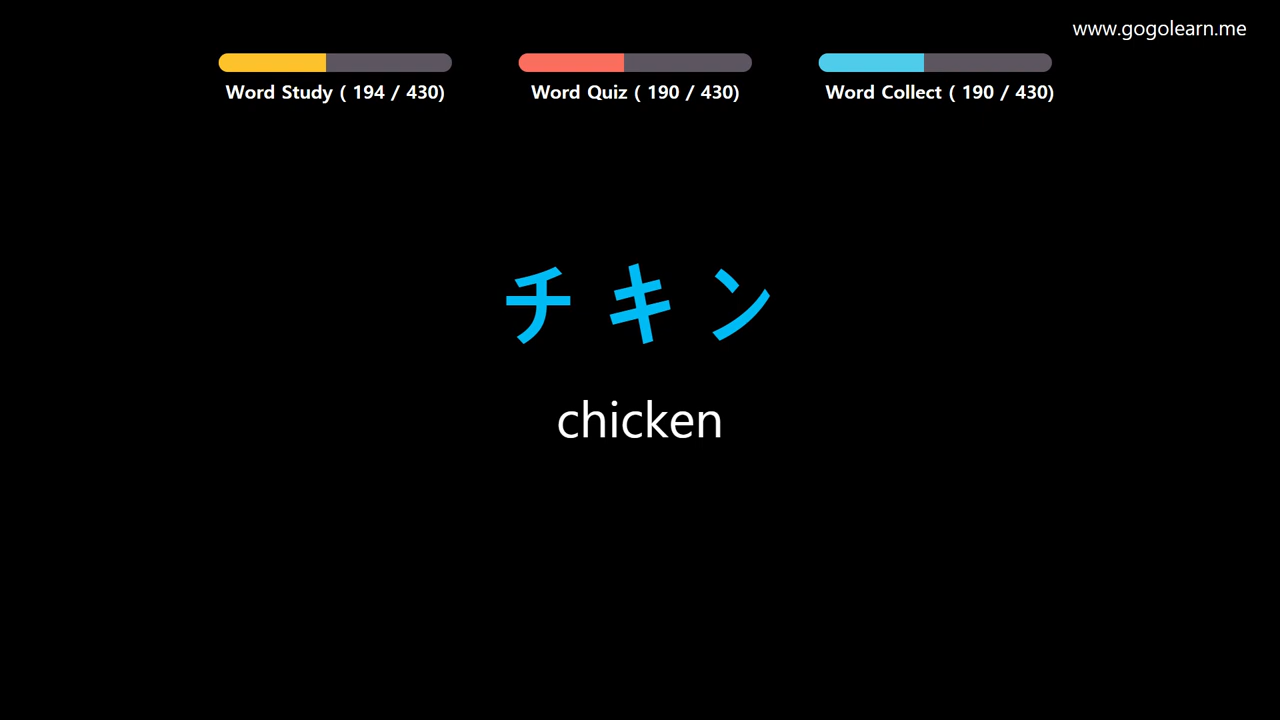 www.gogolearn.me
Word Study ( 194 / 430)
Word Quiz ( 190 / 430)
Word Collect ( 190 / 430)
チキン
chicken